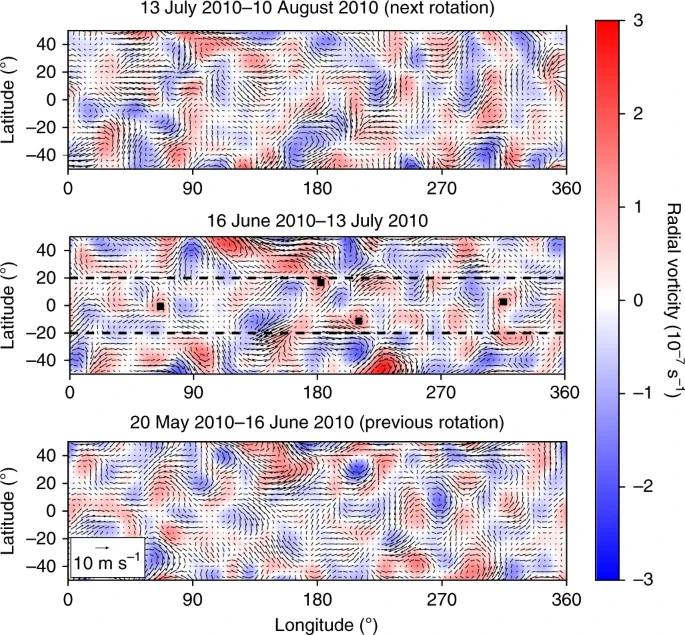 13 July 2010–10 August 2010 (next rotation)
Latitude (°)
40
20
0
−20
−40
0 90 180 270 360
16 June 2010–13 July 2010
Latitude (°)
40
20
0
−20
−40
0 90 180 270 360
20 May 2010–16 June 2010 (previous rotation)
Latitude (°)
40
20
0
−20
−40
10 m s⁻¹
0 90 180 270 360
Longitude (°)
3
2
1
0
−1
−2
−3
Radial vorticity (10⁻⁷ s⁻¹)